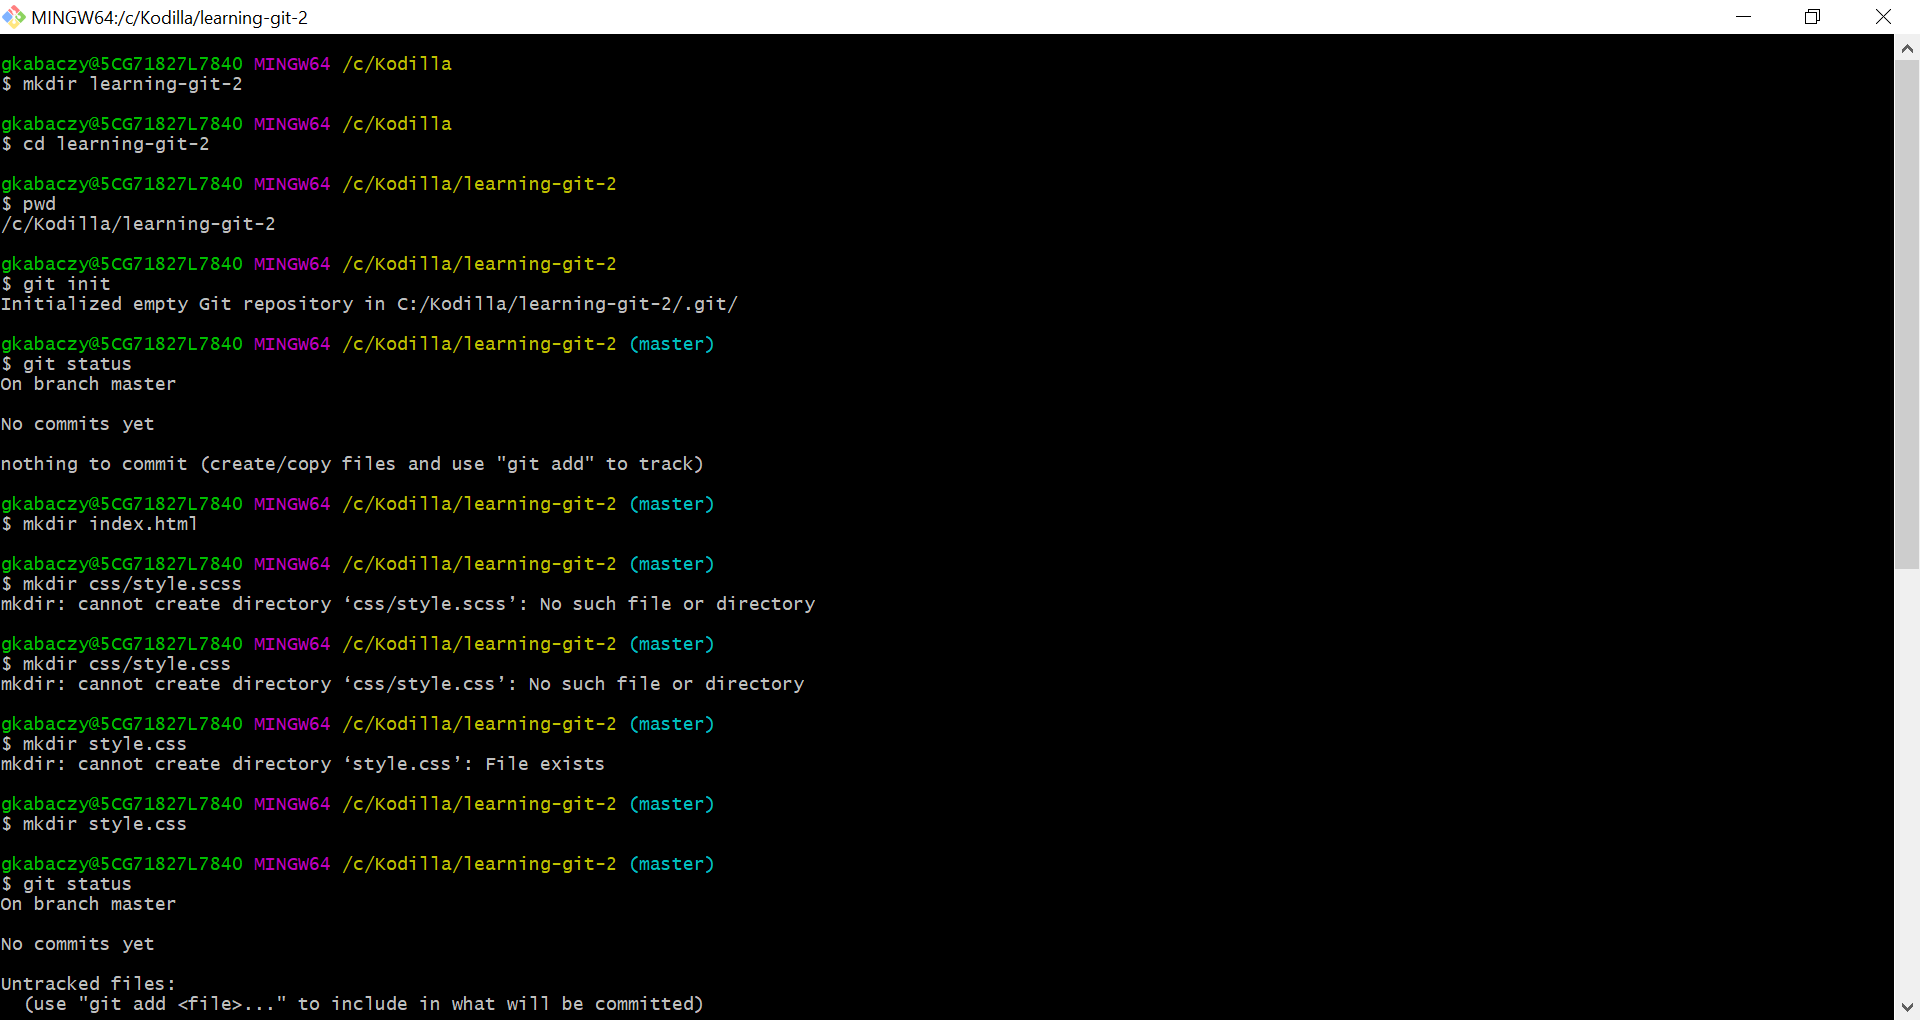 MINGW64:/c/Kodilla/learning-git-2
gkabaczy@5CG71827L7840 MINGW64 /c/Kodilla
$ mkdir learning-git-2
gkabaczy@5CG71827L7840 MINGW64 /c/Kodilla
$ cd learning-git-2
gkabaczy@5CG71827L7840 MINGW64 /c/Kodilla/learning-git-2
$ pwd
/c/Kodilla/learning-git-2
gkabaczy@5CG71827L7840 MINGW64 /c/Kodilla/learning-git-2
$ git init
Initialized empty Git repository in C:/Kodilla/learning-git-2/.git/
gkabaczy@5CG71827L7840 MINGW64 /c/Kodilla/learning-git-2 (master)
$ git status
On branch master
No commits yet
nothing to commit (create/copy files and use "git add" to track)
gkabaczy@5CG71827L7840 MINGW64 /c/Kodilla/learning-git-2 (master)
$ mkdir index.html
gkabaczy@5CG71827L7840 MINGW64 /c/Kodilla/learning-git-2 (master)
$ mkdir css/style.scss
mkdir: cannot create directory ‘css/style.scss’: No such file or directory
gkabaczy@5CG71827L7840 MINGW64 /c/Kodilla/learning-git-2 (master)
$ mkdir css/style.css
mkdir: cannot create directory ‘css/style.css’: No such file or directory
gkabaczy@5CG71827L7840 MINGW64 /c/Kodilla/learning-git-2 (master)
$ mkdir style.css
mkdir: cannot create directory ‘style.css’: File exists
gkabaczy@5CG71827L7840 MINGW64 /c/Kodilla/learning-git-2 (master)
$ mkdir style.css
gkabaczy@5CG71827L7840 MINGW64 /c/Kodilla/learning-git-2 (master)
$ git status
On branch master
No commits yet
Untracked files:
(use "git add <file>..." to include in what will be committed)